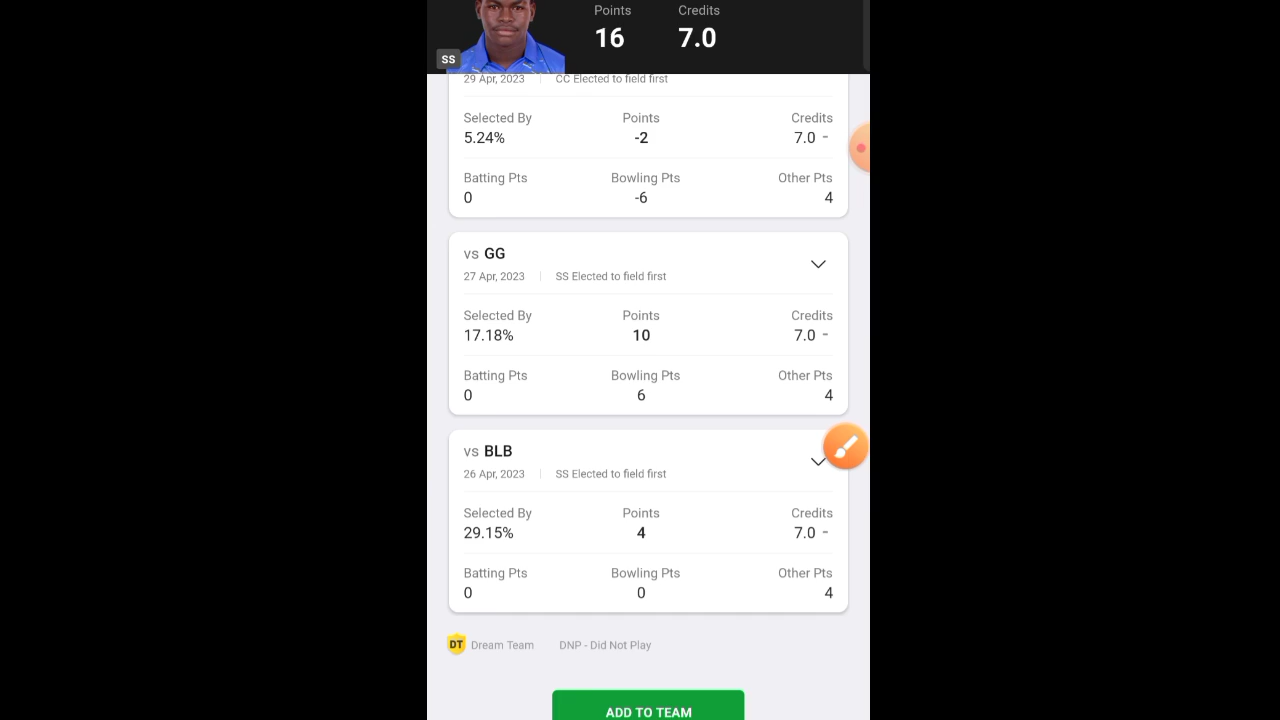 Points Credits
16 7.0
SS
29 Apr, 2023 CC Elected to field first
Selected By Points Credits
5.24% -2 7.0 -
Batting Pts Bowling Pts Other Pts
0 -6 4
vs GG
27 Apr, 2023 SS Elected to field first
Selected By Points Credits
17.18% 10 7.0 -
Batting Pts Bowling Pts Other Pts
0 6 4
vs BLB
26 Apr, 2023 SS Elected to field first
Selected By Points Credits
29.15% 4 7.0 -
Batting Pts Bowling Pts Other Pts
0 0 4
DT Dream Team DNP - Did Not Play
ADD TO TEAM